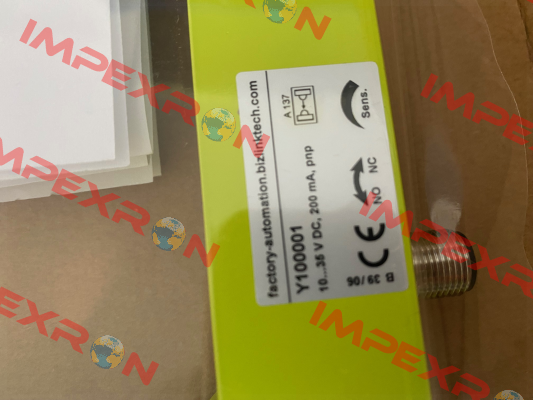 factory-automation.bizlinktech.com
Y100001
10...35 V DC, 200 mA, pnp
A 137
CE
NO NC
Sens.
B 39/06
IMPEXRON
IMPEXRON
IMPEXRON
IMPEXRON
IMPEXRON
IMPEXRON